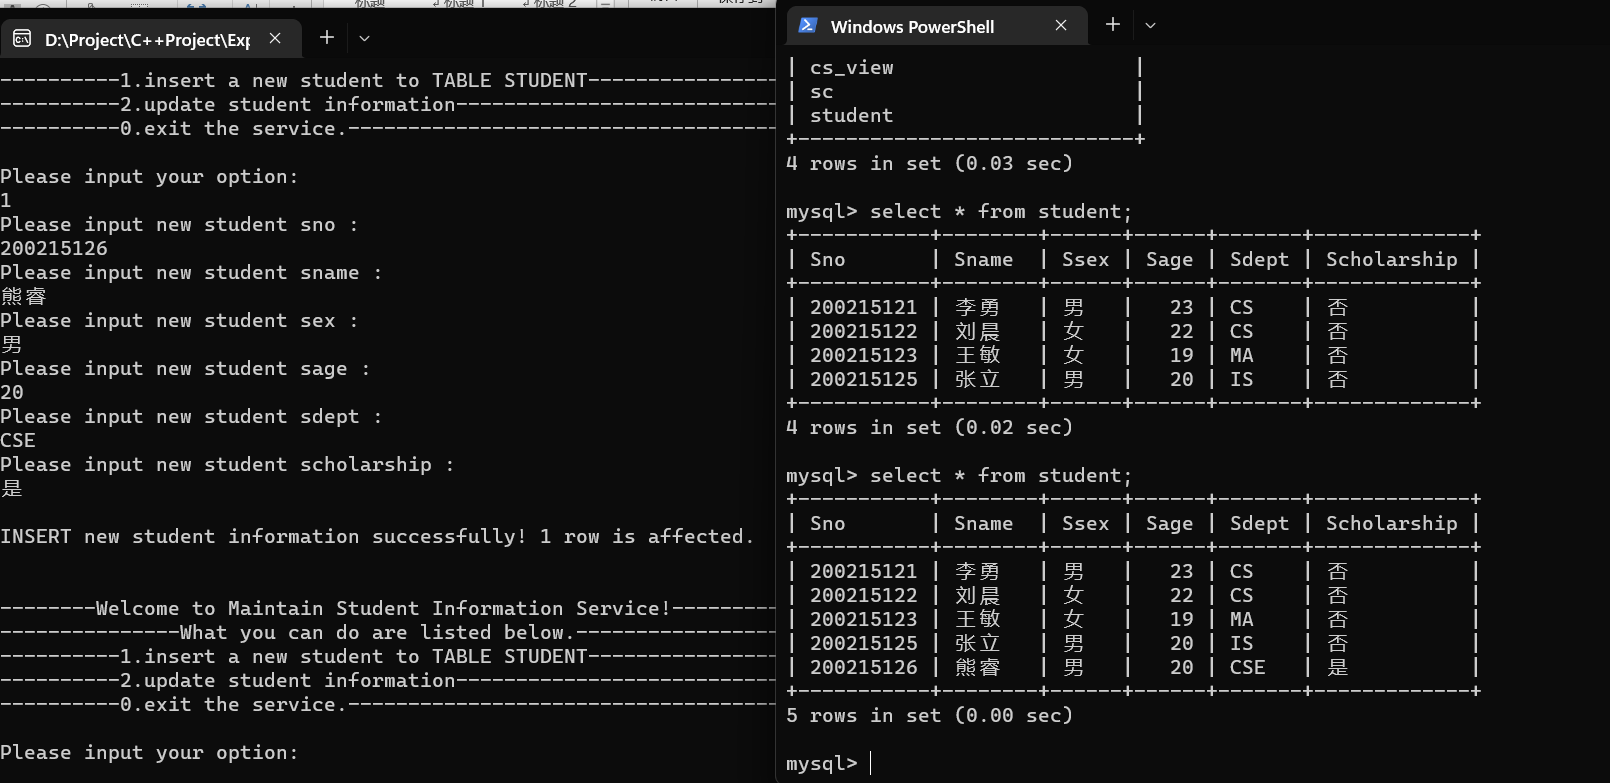 D:\Project\C++Project\Exp
----------1.insert a new student to TABLE STUDENT----------------
----------2.update student information---------------------------
----------0.exit the service.------------------------------------
Please input your option:
1
Please input new student sno :
200215126
Please input new student sname :
熊睿
Please input new student sex :
男
Please input new student sage :
20
Please input new student sdept :
CSE
Please input new student scholarship :
是
INSERT new student information successfully! 1 row is affected.
--------Welcome to Maintain Student Information Service!---------
---------------What you can do are listed below.-----------------
----------1.insert a new student to TABLE STUDENT----------------
----------2.update student information---------------------------
----------0.exit the service.------------------------------------
Please input your option:
Windows PowerShell
| cs_view                    |
| sc                         |
| student                    |
+----------------------------+
4 rows in set (0.03 sec)
mysql> select * from student;
+-----------+--------+------+------+-------+-------------+
| Sno       | Sname  | Ssex | Sage | Sdept | Scholarship |
+-----------+--------+------+------+-------+-------------+
| 200215121 | 李勇   | 男   |   23 | CS    | 否          |
| 200215122 | 刘晨   | 女   |   22 | CS    | 否          |
| 200215123 | 王敏   | 女   |   19 | MA    | 否          |
| 200215125 | 张立   | 男   |   20 | IS    | 否          |
+-----------+--------+------+------+-------+-------------+
4 rows in set (0.02 sec)
mysql> select * from student;
+-----------+--------+------+------+-------+-------------+
| Sno       | Sname  | Ssex | Sage | Sdept | Scholarship |
+-----------+--------+------+------+-------+-------------+
| 200215121 | 李勇   | 男   |   23 | CS    | 否          |
| 200215122 | 刘晨   | 女   |   22 | CS    | 否          |
| 200215123 | 王敏   | 女   |   19 | MA    | 否          |
| 200215125 | 张立   | 男   |   20 | IS    | 否          |
| 200215126 | 熊睿   | 男   |   20 | CSE   | 是          |
+-----------+--------+------+------+-------+-------------+
5 rows in set (0.00 sec)
mysql>